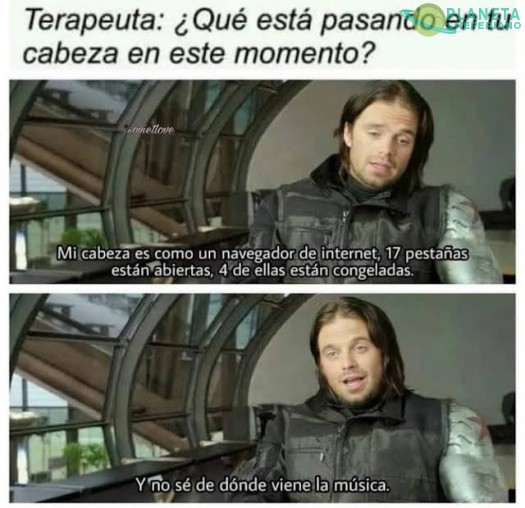 PLANETA
Terapeuta: ¿Qué está pasando en tu
cabeza en este momento?
Mi cabeza es como un navegador de internet, 17 pestañas
están abiertas, 4 de ellas están congeladas.
Y no sé de dónde viene la música.